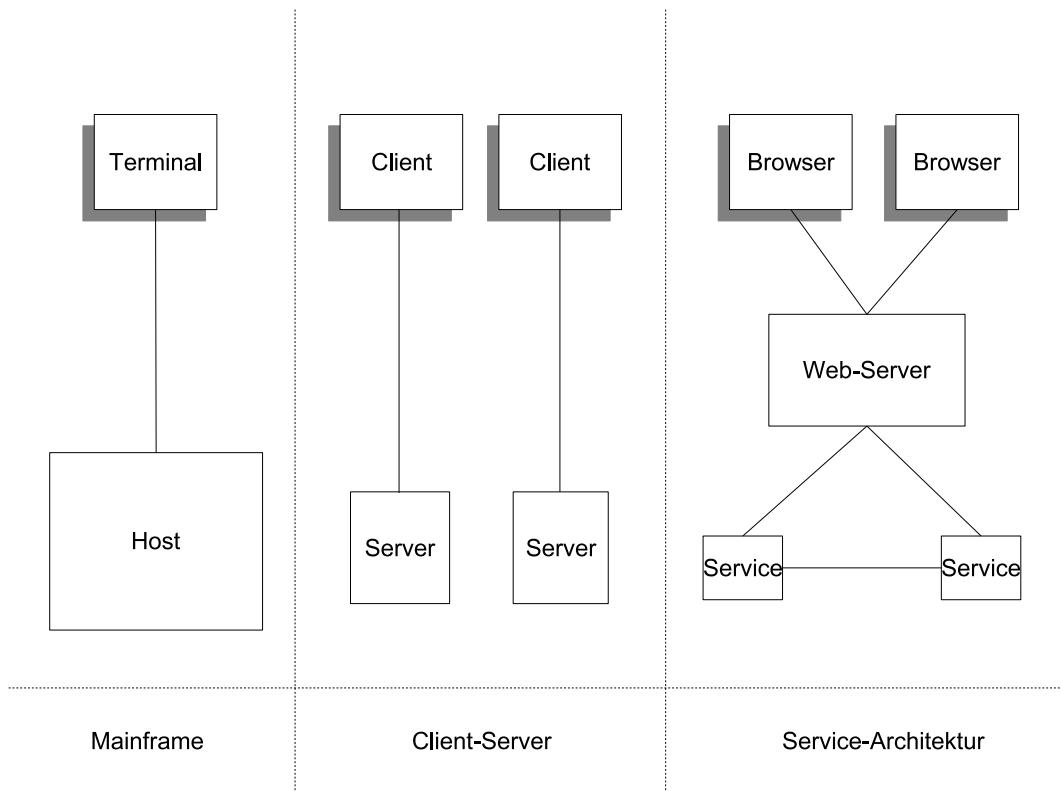 Terminal
Client
Client
Browser
Browser
Web-Server
Host
Server
Server
Service
Service
Mainframe
Client-Server
Service-Architektur